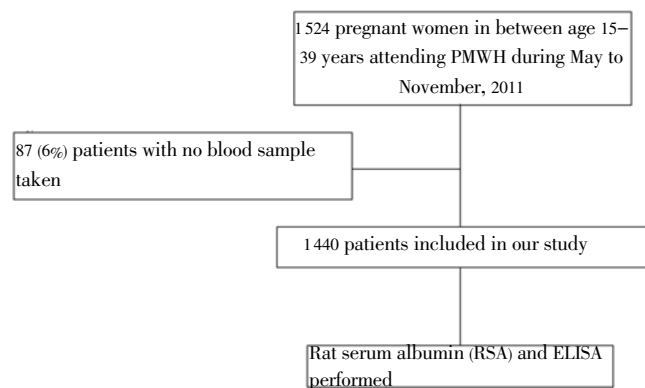 1 524 pregnant women in between age 15–
39 years attending PMWH during May to
November, 2011
87 (6%) patients with no blood sample
taken
1 440 patients included in our study
Rat serum albumin (RSA) and ELISA
performed